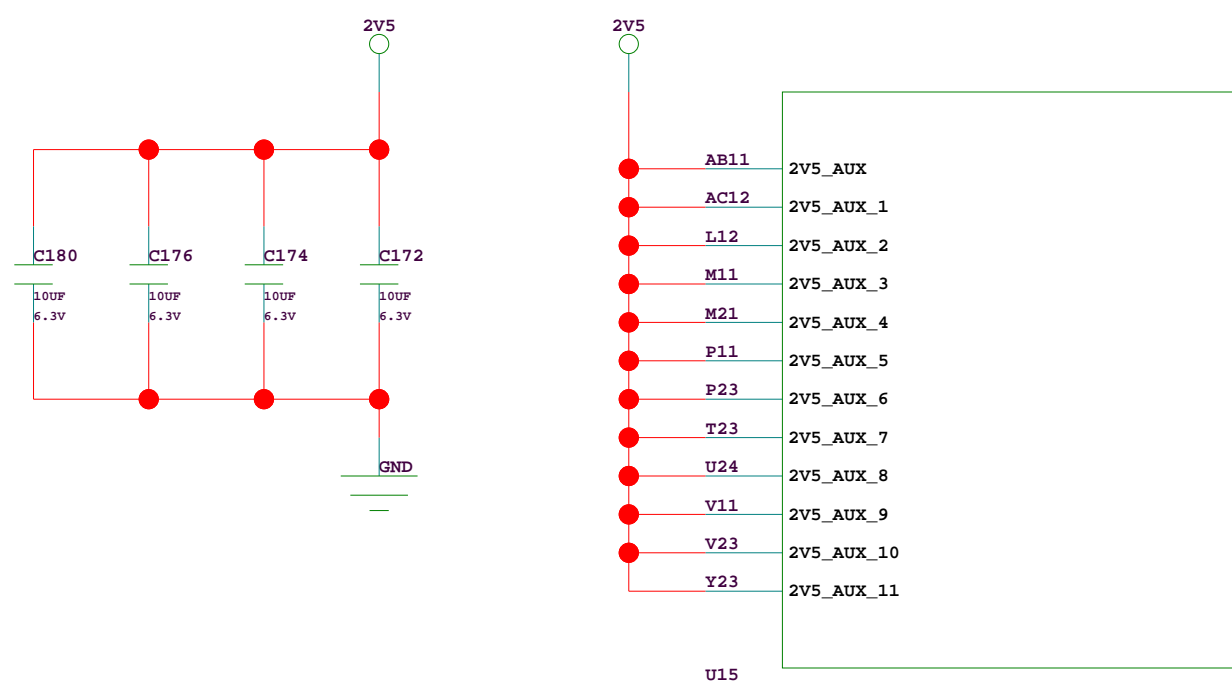 2V5
2V5
C180
C176
C174
C172
10UF
10UF
10UF
10UF
6.3V
6.3V
6.3V
6.3V
GND
AB11 2V5_AUX
AC12 2V5_AUX_1
L12 2V5_AUX_2
M11 2V5_AUX_3
M21 2V5_AUX_4
P11 2V5_AUX_5
P23 2V5_AUX_6
T23 2V5_AUX_7
U24 2V5_AUX_8
V11 2V5_AUX_9
V23 2V5_AUX_10
Y23 2V5_AUX_11
U15